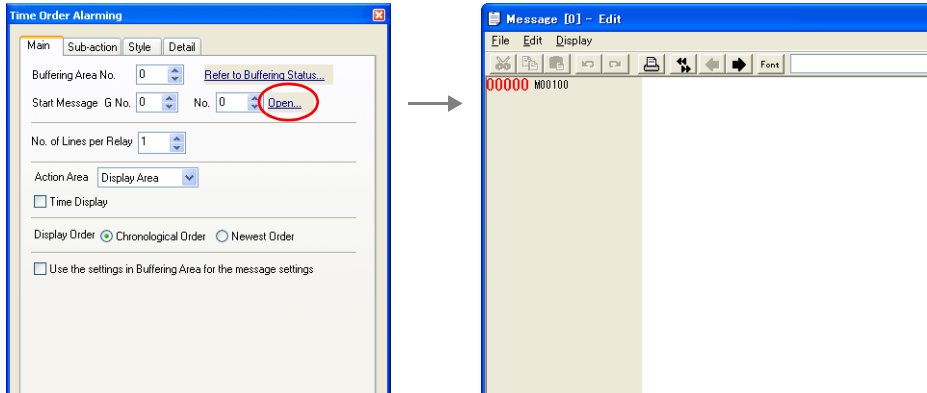 Time Order Alarming
Main Sub-action Style Detail
Buffering Area No. 0 Refer to Buffering Status...
Start Message G No. 0 No. 0 Open...
No. of Lines per Relay 1
Action Area Display Area
Time Display
Display Order Chronological Order Newest Order
Use the settings in Buffering Area for the message settings
Message [0] - Edit
File Edit Display
Font
00000 M00100